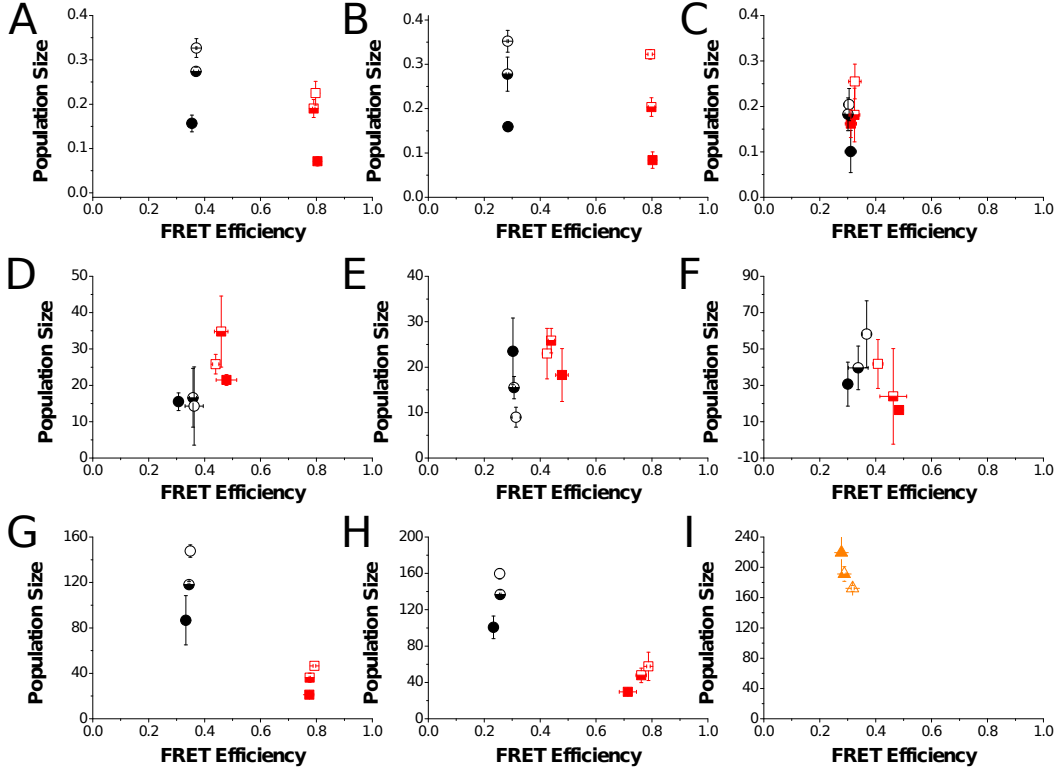 A B C
0.4 0.4 0.4
0.3 0.3 0.3
0.2 0.2 0.2
0.1 0.1 0.1
0.0 0.0 0.0
Population Size Population Size Population Size
0.0 0.2 0.4 0.6 0.8 1.0 0.0 0.2 0.4 0.6 0.8 1.0 0.0 0.2 0.4 0.6 0.8 1.0
FRET Efficiency FRET Efficiency FRET Efficiency
D E F
50 40 90
40 30 70
30 20 50
20 10 30
10 0 10
0 -10
Population Size Population Size Population Size
0.0 0.2 0.4 0.6 0.8 1.0 0.0 0.2 0.4 0.6 0.8 1.0 0.0 0.2 0.4 0.6 0.8 1.0
FRET Efficiency FRET Efficiency FRET Efficiency
G H I
160 200 240
120 160 200
80 120 160
40 80 120
0 40 80
0 40
0
Population Size Population Size Population Size
0.0 0.2 0.4 0.6 0.8 1.0 0.0 0.2 0.4 0.6 0.8 1.0 0.0 0.2 0.4 0.6 0.8 1.0
FRET Efficiency FRET Efficiency FRET Efficiency